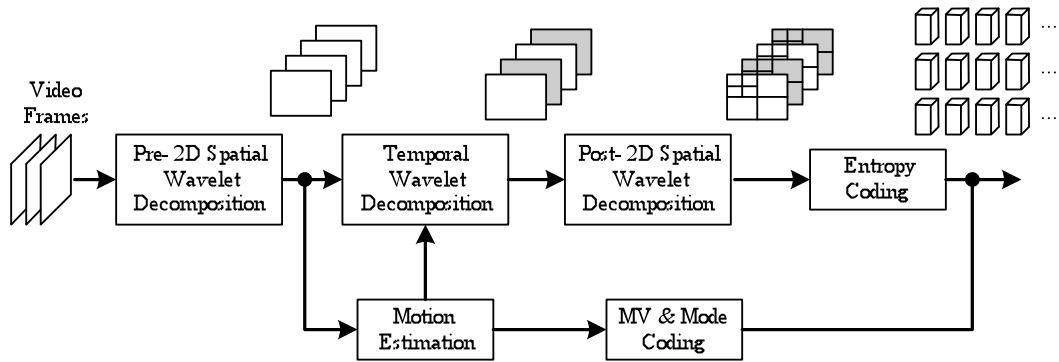 Video
Frames
Pre- 2D Spatial
Wavelet
Decomposition
Temporal
Wavelet
Decomposition
Post- 2D Spatial
Wavelet
Decomposition
Entropy
Coding
Motion
Estimation
MV & Mode
Coding
...
...
...